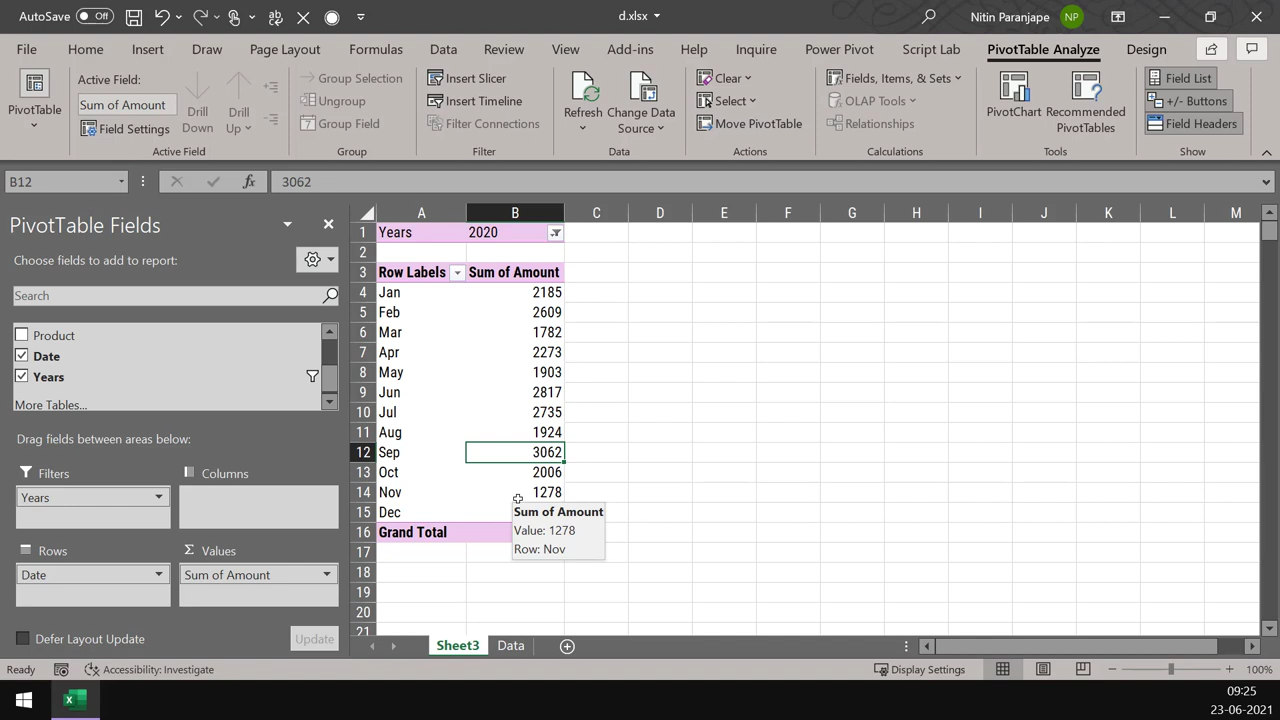 AutoSave Off
d.xlsx
Nitin Paranjape NP
File Home Insert Draw Page Layout Formulas Data Review View Add-ins Help Inquire Power Pivot Script Lab PivotTable Analyze Design
PivotTable
Active Field:
Sum of Amount
Field Settings
Drill Down
Drill Up
Active Field
Group Selection
Ungroup
Group Field
Group
Insert Slicer
Insert Timeline
Filter Connections
Filter
Refresh
Change Data Source
Data
Clear
Select
Move PivotTable
Actions
Fields, Items, & Sets
OLAP Tools
Relationships
Calculations
PivotChart
Recommended PivotTables
Tools
Field List
+/- Buttons
Field Headers
Show
B12 fx 3062
PivotTable Fields
Choose fields to add to report:
Search
Product
Date
Years
More Tables...
Drag fields between areas below:
Filters Columns
Years
Rows Σ Values
Date Sum of Amount
Defer Layout Update Update
A B C D E F G H I J K L M
1 Years 2020
2
3 Row Labels Sum of Amount
4 Jan 2185
5 Feb 2609
6 Mar 1782
7 Apr 2273
8 May 1903
9 Jun 2817
10 Jul 2735
11 Aug 1924
12 Sep 3062
13 Oct 2006
14 Nov 1278
15 Dec
16 Grand Total
17
18
19
20
21
Sum of Amount
Value: 1278
Row: Nov
Sheet3 Data
Ready Accessibility: Investigate Display Settings 100%
09:25
23-06-2021